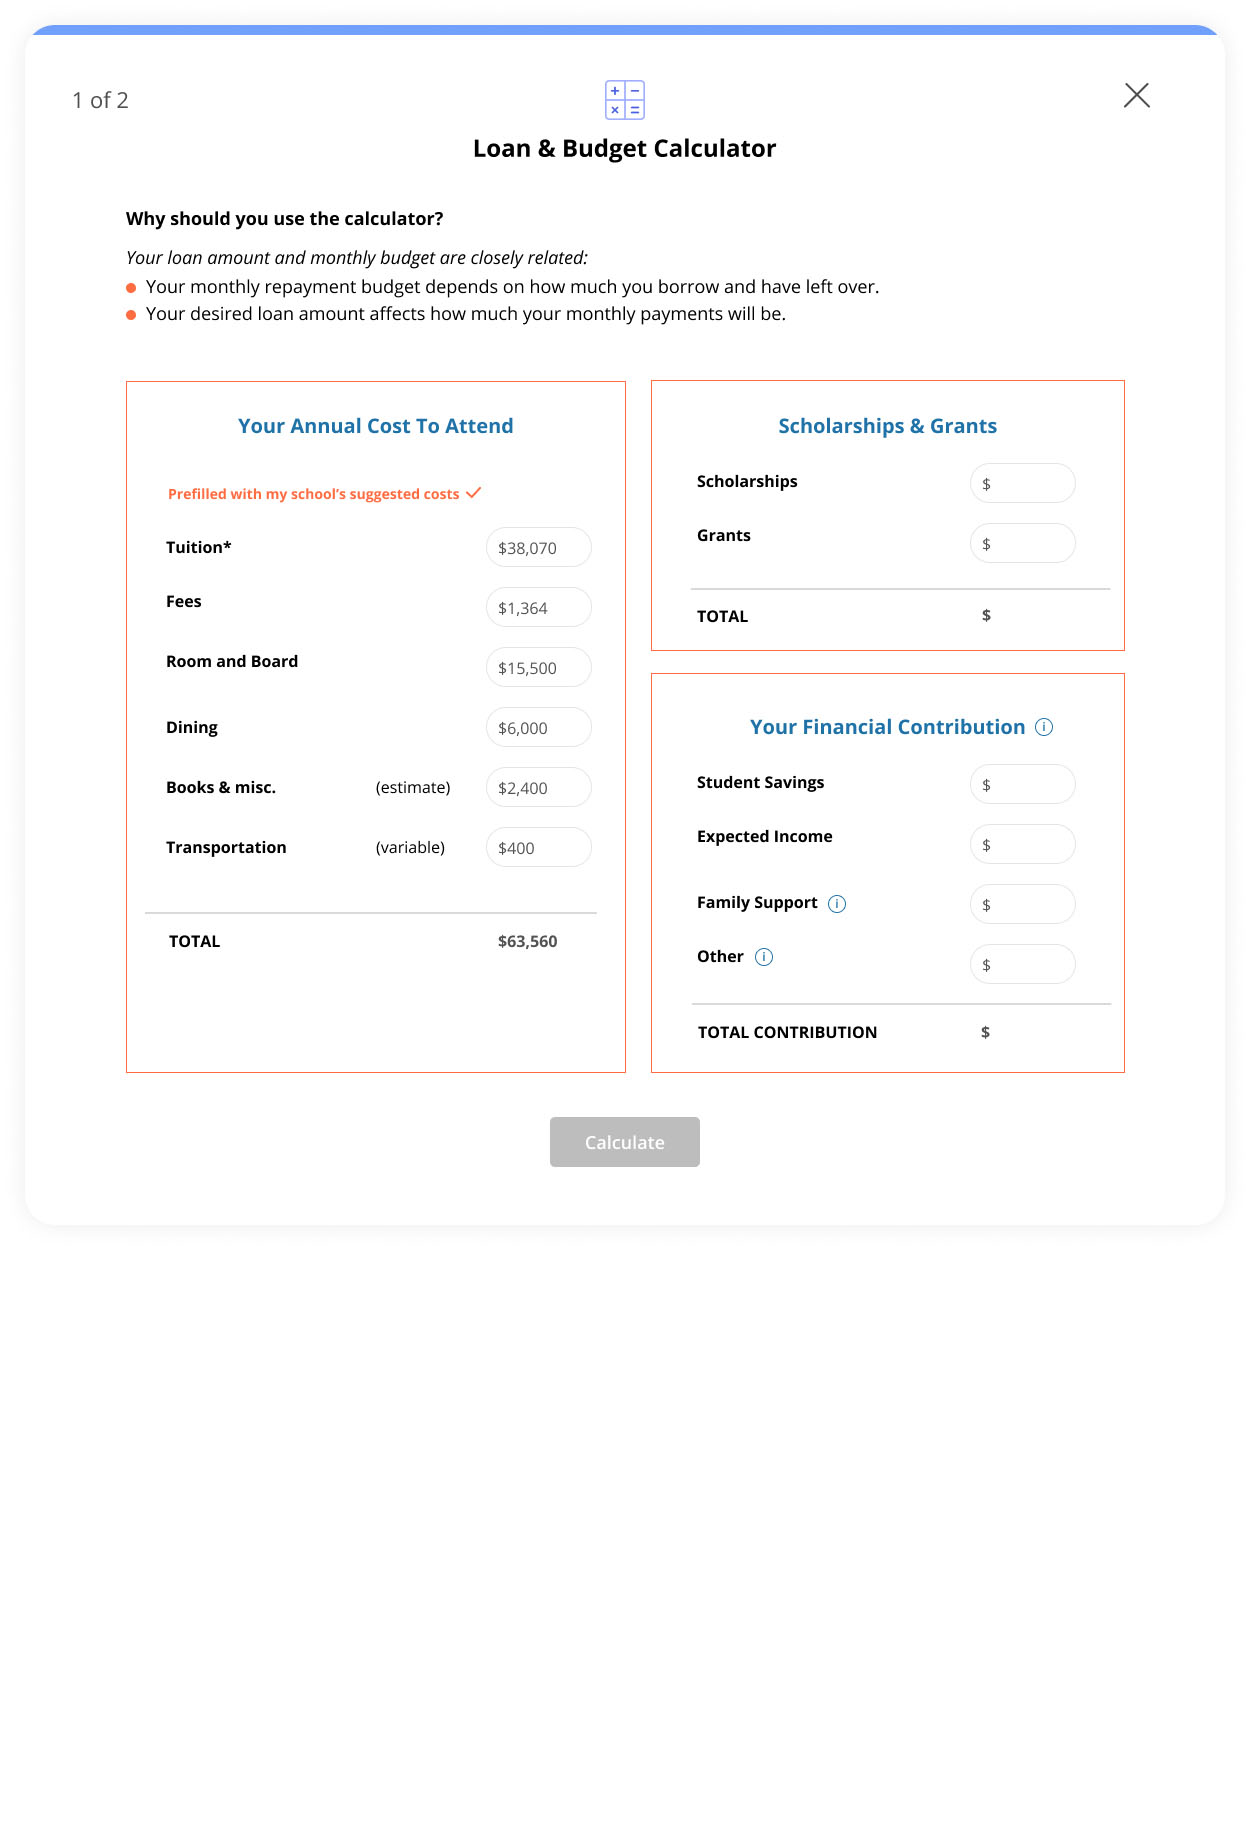 1 of 2
Loan & Budget Calculator
Why should you use the calculator?
Your loan amount and monthly budget are closely related:
Your monthly repayment budget depends on how much you borrow and have left over.
Your desired loan amount affects how much your monthly payments will be.
Your Annual Cost To Attend
Prefilled with my school's suggested costs
Tuition* $38,070
Fees $1,364
Room and Board $15,500
Dining $6,000
Books & misc. (estimate) $2,400
Transportation (variable) $400
TOTAL $63,560
Scholarships & Grants
Scholarships $
Grants $
TOTAL $
Your Financial Contribution
Student Savings $
Expected Income $
Family Support $
Other $
TOTAL CONTRIBUTION $
Calculate